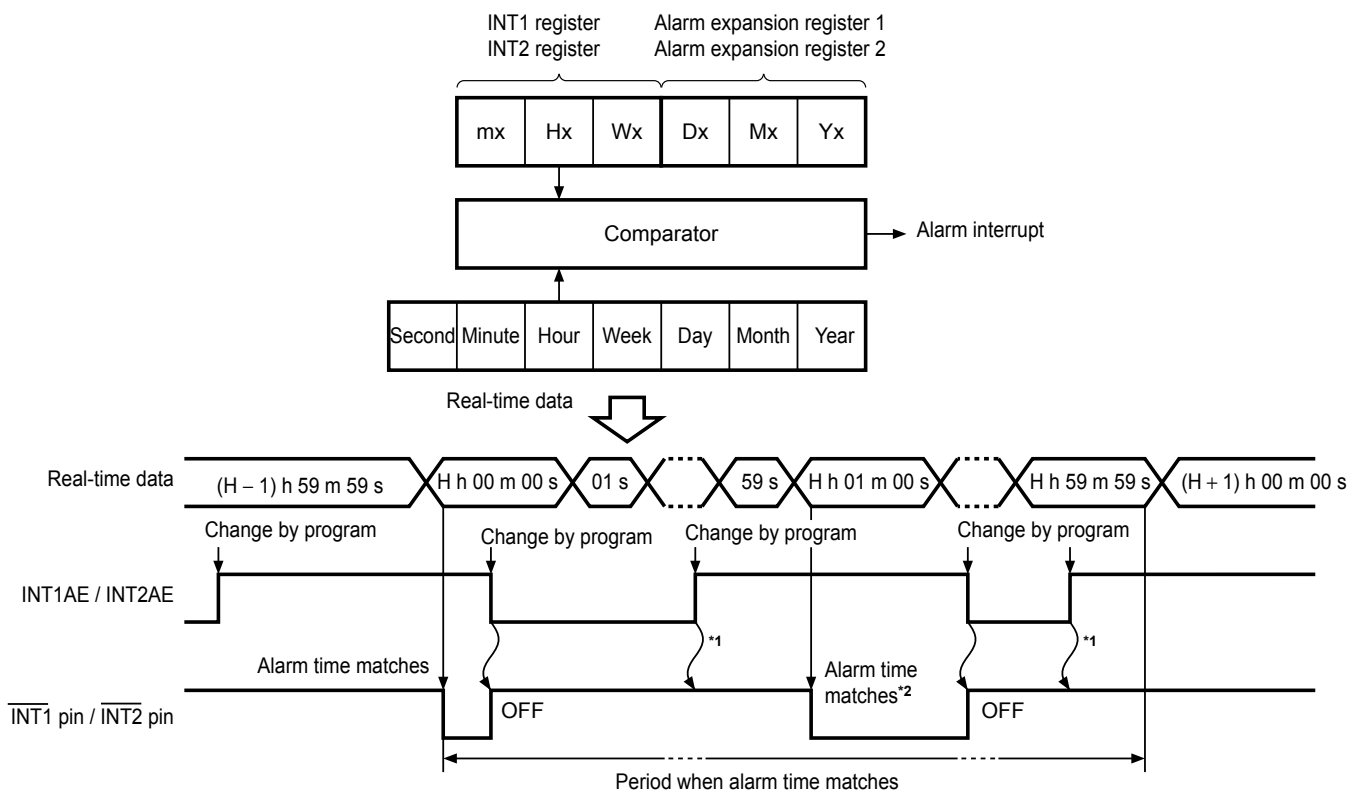 INT1 register
INT2 register
Alarm expansion register 1
Alarm expansion register 2
mx Hx Wx Dx Mx Yx
Comparator
Alarm interrupt
Second Minute Hour Week Day Month Year
Real-time data
Real-time data
(H − 1) h 59 m 59 s
H h 00 m 00 s
01 s
59 s
H h 01 m 00 s
H h 59 m 59 s
(H + 1) h 00 m 00 s
Change by program
Change by program
Change by program
Change by program
INT1AE / INT2AE
*1
*1
Alarm time matches
Alarm time
matches*2
INT1 pin / INT2 pin
OFF
OFF
Period when alarm time matches